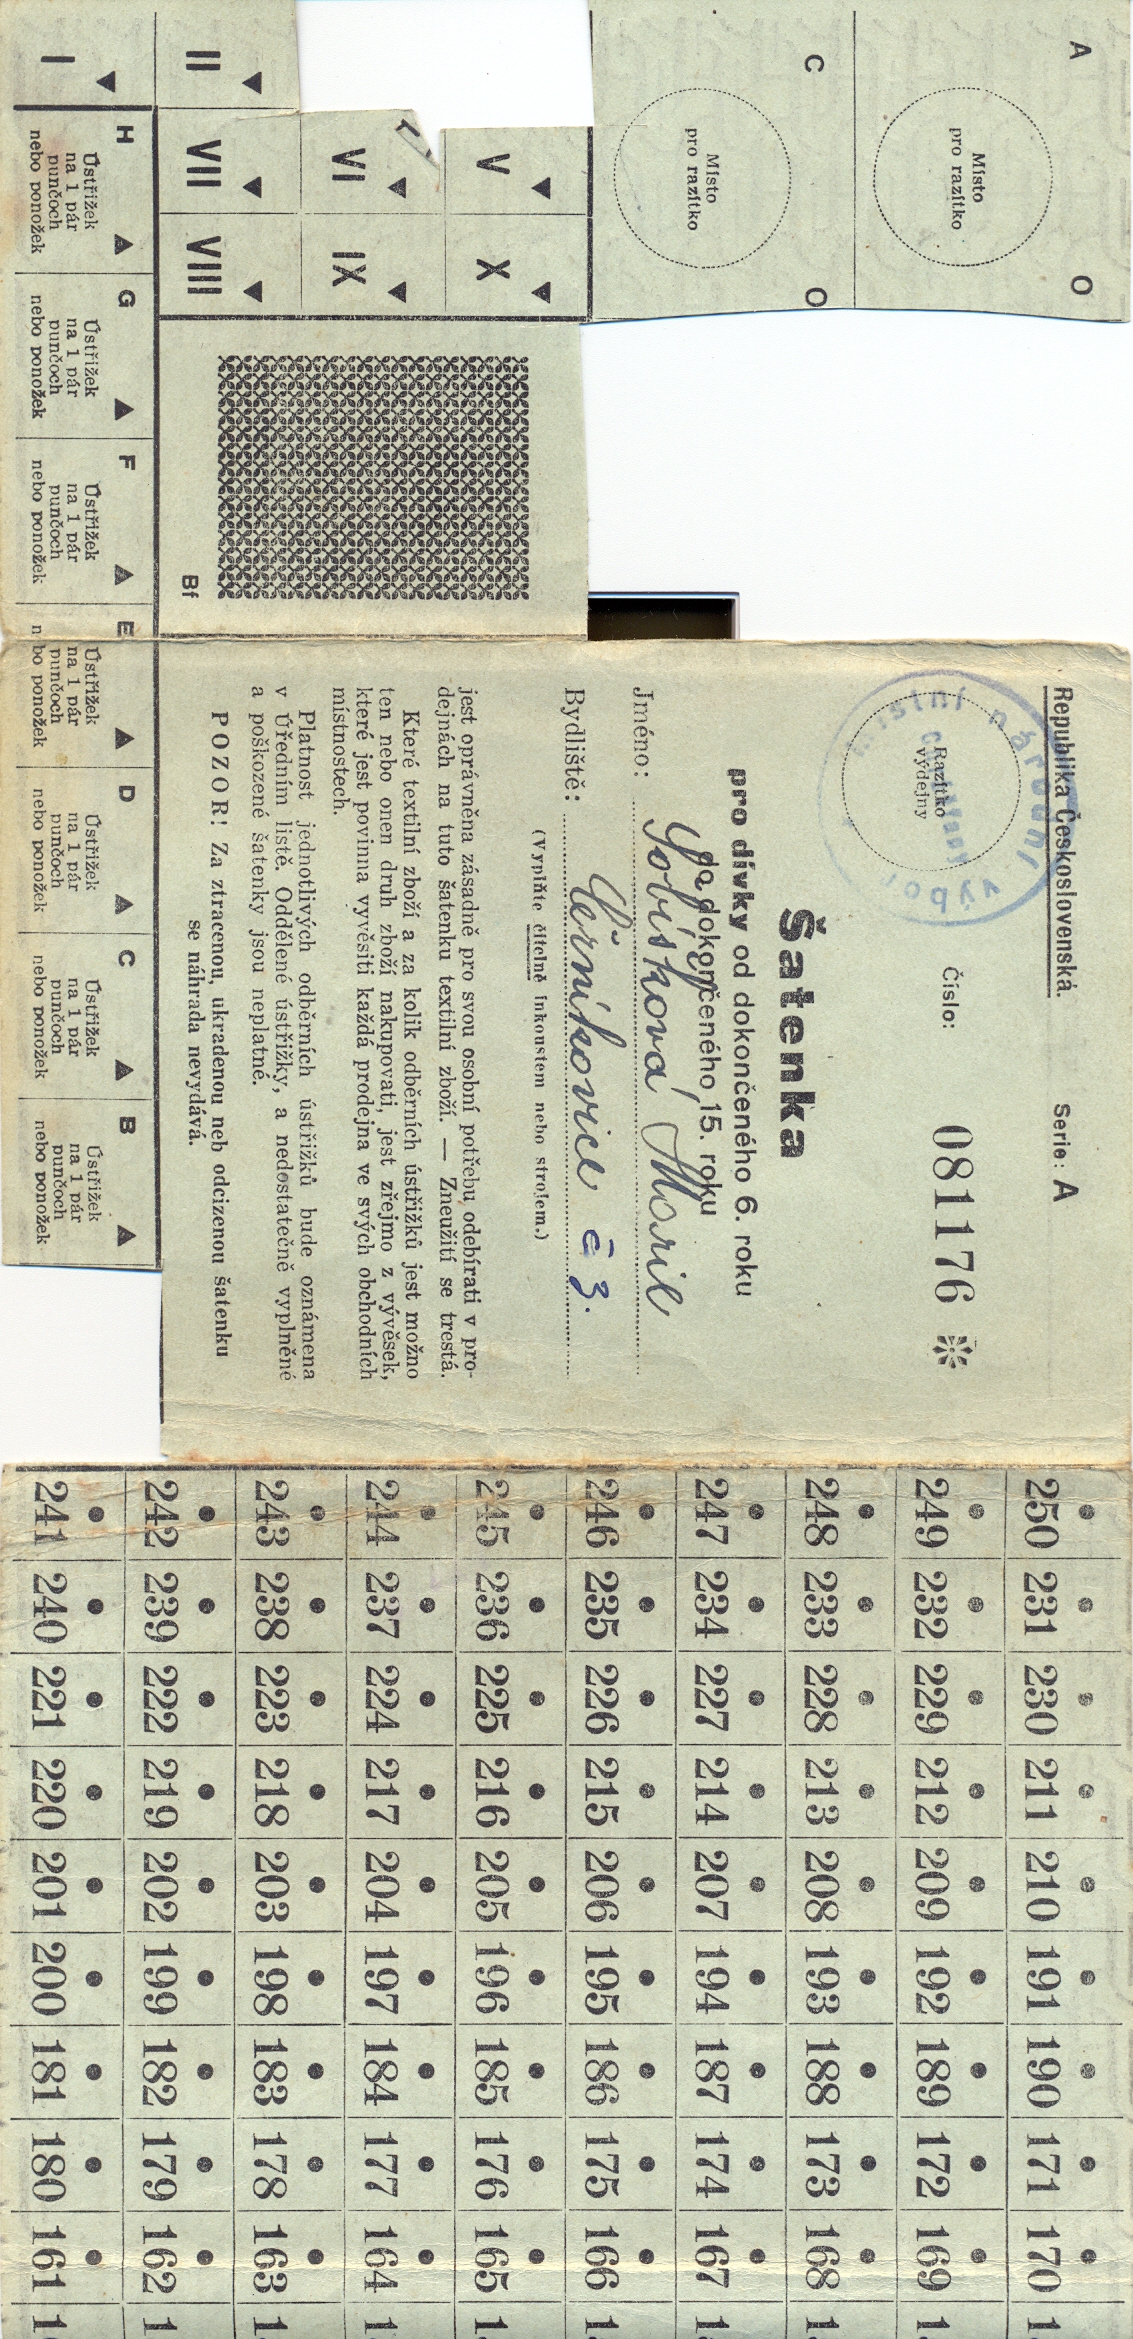 A
O
Místo
pro razítko
C
O
Místo
pro razítko
V
X
VI
IX
II
VII
VIII
I
Bf
H
Ústřižek
na 1 pár
punčoch
nebo ponožek
G
Ústřižek
na 1 pár
punčoch
nebo ponožek
F
Ústřižek
na 1 pár
punčoch
nebo ponožek
E
Ústřižek
na 1 pár
punčoch
nebo ponožek
D
Ústřižek
na 1 pár
punčoch
nebo ponožek
C
Ústřižek
na 1 pár
punčoch
nebo ponožek
B
Ústřižek
na 1 pár
punčoch
nebo ponožek
Republika Československá.
Serie: A
místní národní výbor
Razítko
výdejny
Číslo:
081176
Šatenka
pro dívky od dokončeného 6. roku
do dokončeného 15. roku
Jméno: Sobíšková Marie
Bydliště: Černíkovice č 3.
(Vyplňte čitelně inkoustem nebo strojem.)
jest oprávněna zásadně pro svou osobní potřebu odebírati v pro-
dejnách na tuto šatenku textilní zboží. — Zneužití se trestá.
Které textilní zboží a za kolik odběrních ústřižků jest možno
ten nebo onen druh zboží nakupovati, jest zřejmo z vývěsek,
které jest povinna vyvěsiti každá prodejna ve svých obchodních
místnostech.
Platnost jednotlivých odběrních ústřižků bude oznámena
v Úředním listě. Oddělené ústřižky, a nedostatečně vyplněné
a poškozené šatenky jsou neplatné.
POZOR! Za ztracenou, ukradenou neb odcizenou šatenku
se náhrada nevydává.
250 231 230 211 210 191 190 171 170
249 232 229 212 209 192 189 172 169
248 233 228 213 208 193 188 173 168
247 234 227 214 207 194 187 174 167
246 235 226 215 206 195 186 175 166
245 236 225 216 205 196 185 176 165
244 237 224 217 204 197 184 177 164
243 238 223 218 203 198 183 178 163
242 239 222 219 202 199 182 179 162
241 240 221 220 201 200 181 180 161